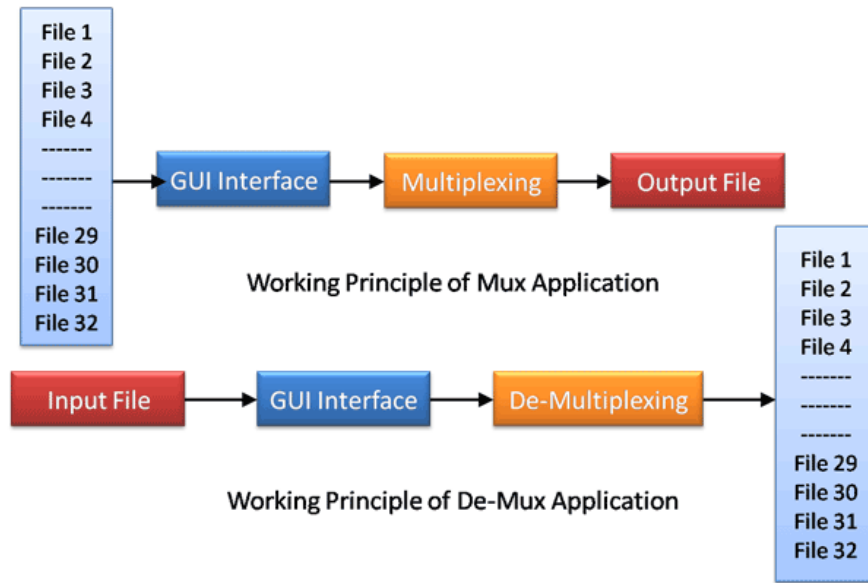 File 1
File 2
File 3
File 4
-------
-------
-------
File 29
File 30
File 31
File 32
GUI Interface
Multiplexing
Output File
Working Principle of Mux Application
Input File
GUI Interface
De-Multiplexing
File 1
File 2
File 3
File 4
-------
-------
-------
File 29
File 30
File 31
File 32
Working Principle of De-Mux Application